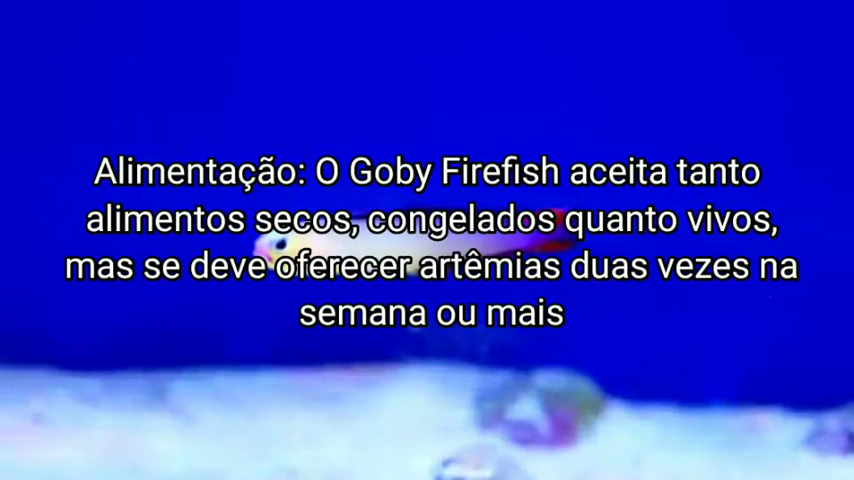 Alimentação: O Goby Firefish aceita tanto
alimentos secos, congelados quanto vivos,
mas se deve oferecer artêmias duas vezes na
semana ou mais